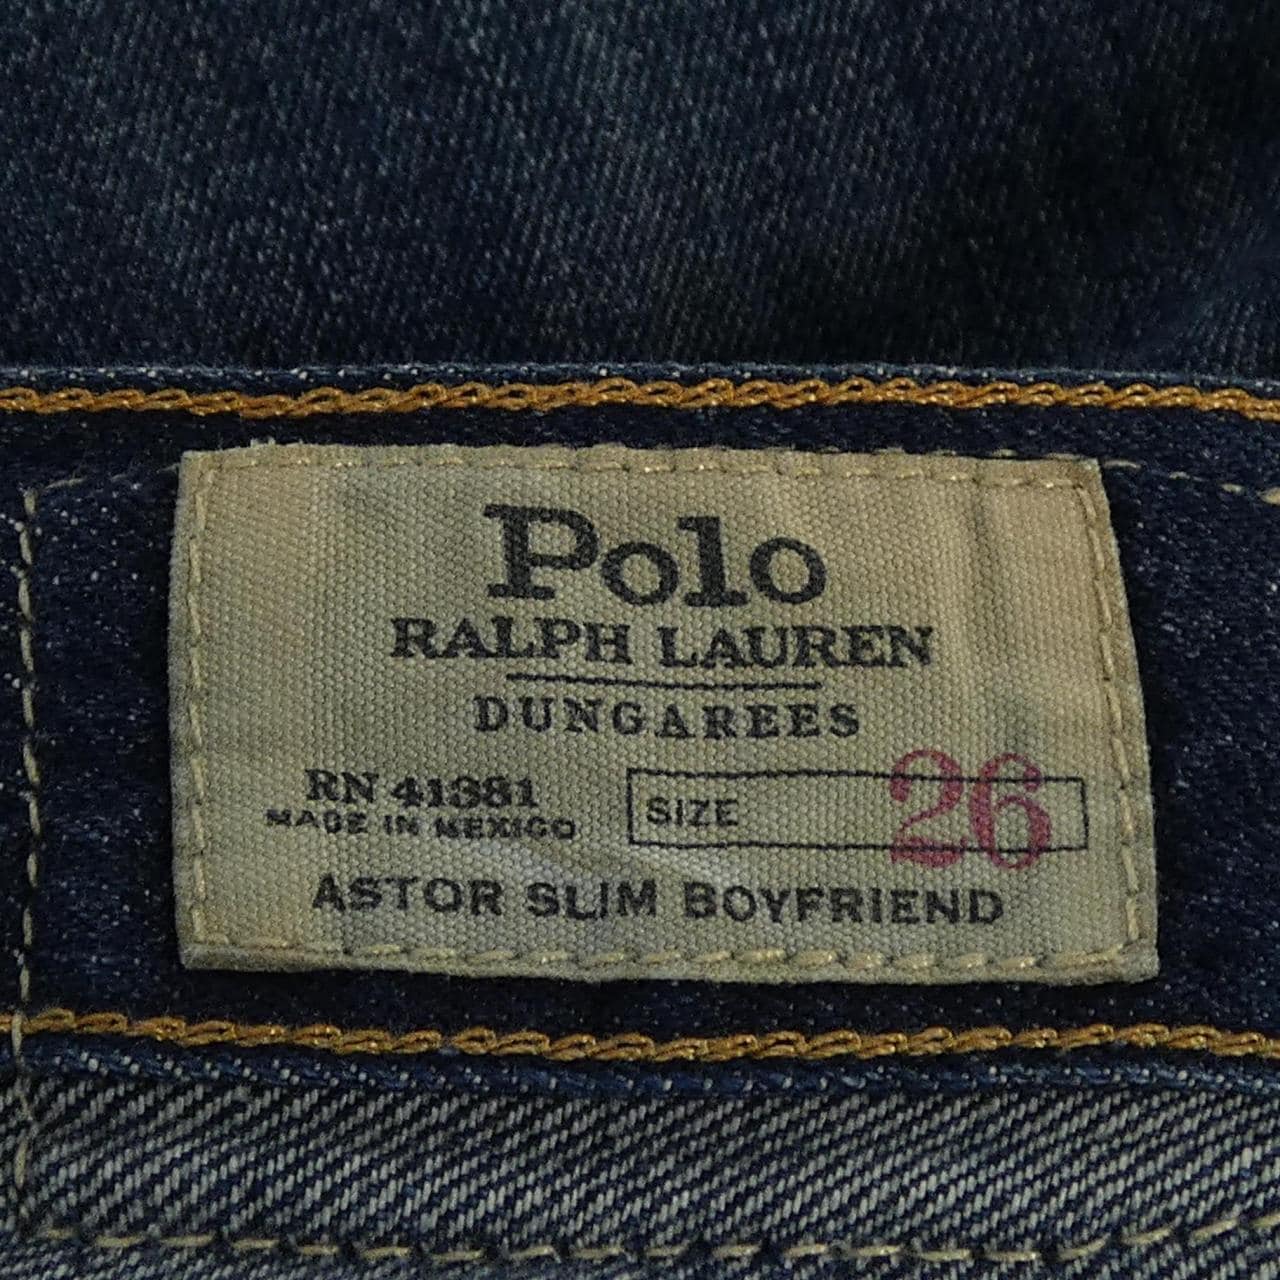 Polo
RALPH LAUREN
DUNGAREES
RN 41381
MADE IN MEXICO
SIZE 26
ASTOR SLIM BOYFRIEND